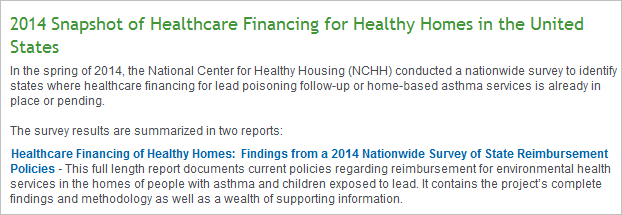 2014 Snapshot of Healthcare Financing for Healthy Homes in the United
States
In the spring of 2014, the National Center for Healthy Housing (NCHH) conducted a nationwide survey to identify
states where healthcare financing for lead poisoning follow-up or home-based asthma services is already in
place or pending.
The survey results are summarized in two reports:
Healthcare Financing of Healthy Homes: Findings from a 2014 Nationwide Survey of State Reimbursement
Policies - This full length report documents current policies regarding reimbursement for environmental health
services in the homes of people with asthma and children exposed to lead. It contains the project's complete
findings and methodology as well as a wealth of supporting information.